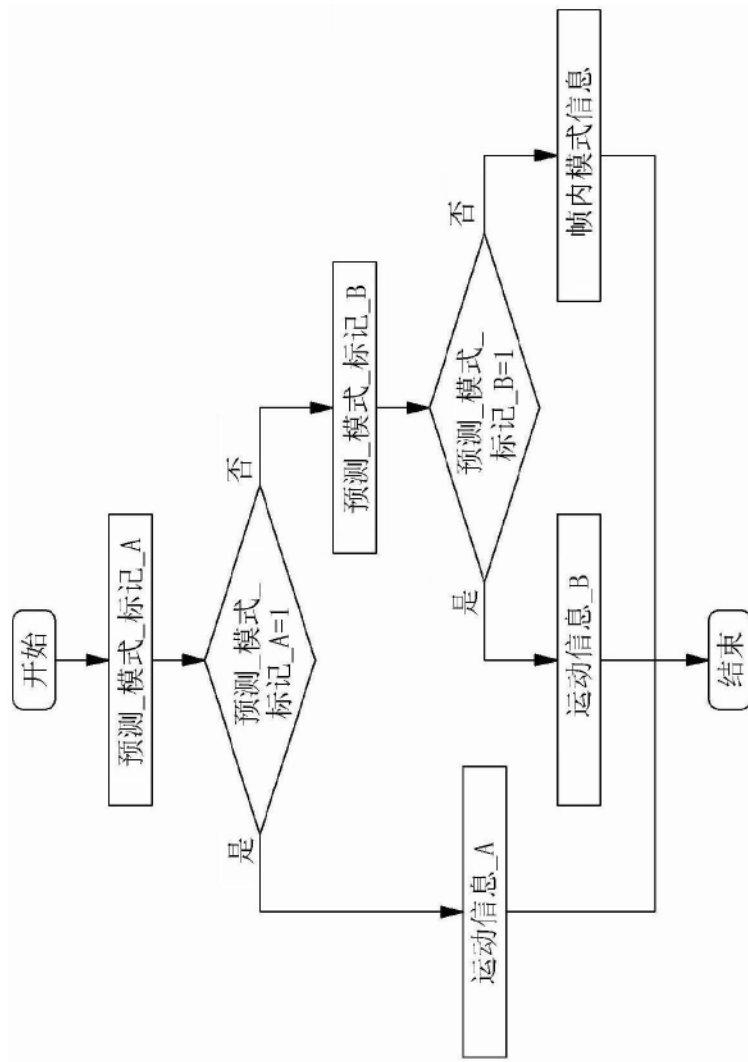 开始
预测_模式_标记_A
预测_模式_
标记_A=1
是
否
预测_模式_标记_B
预测_模式_
标记_B=1
是
否
运动信息_A
运动信息_B
帧内模式信息
结束